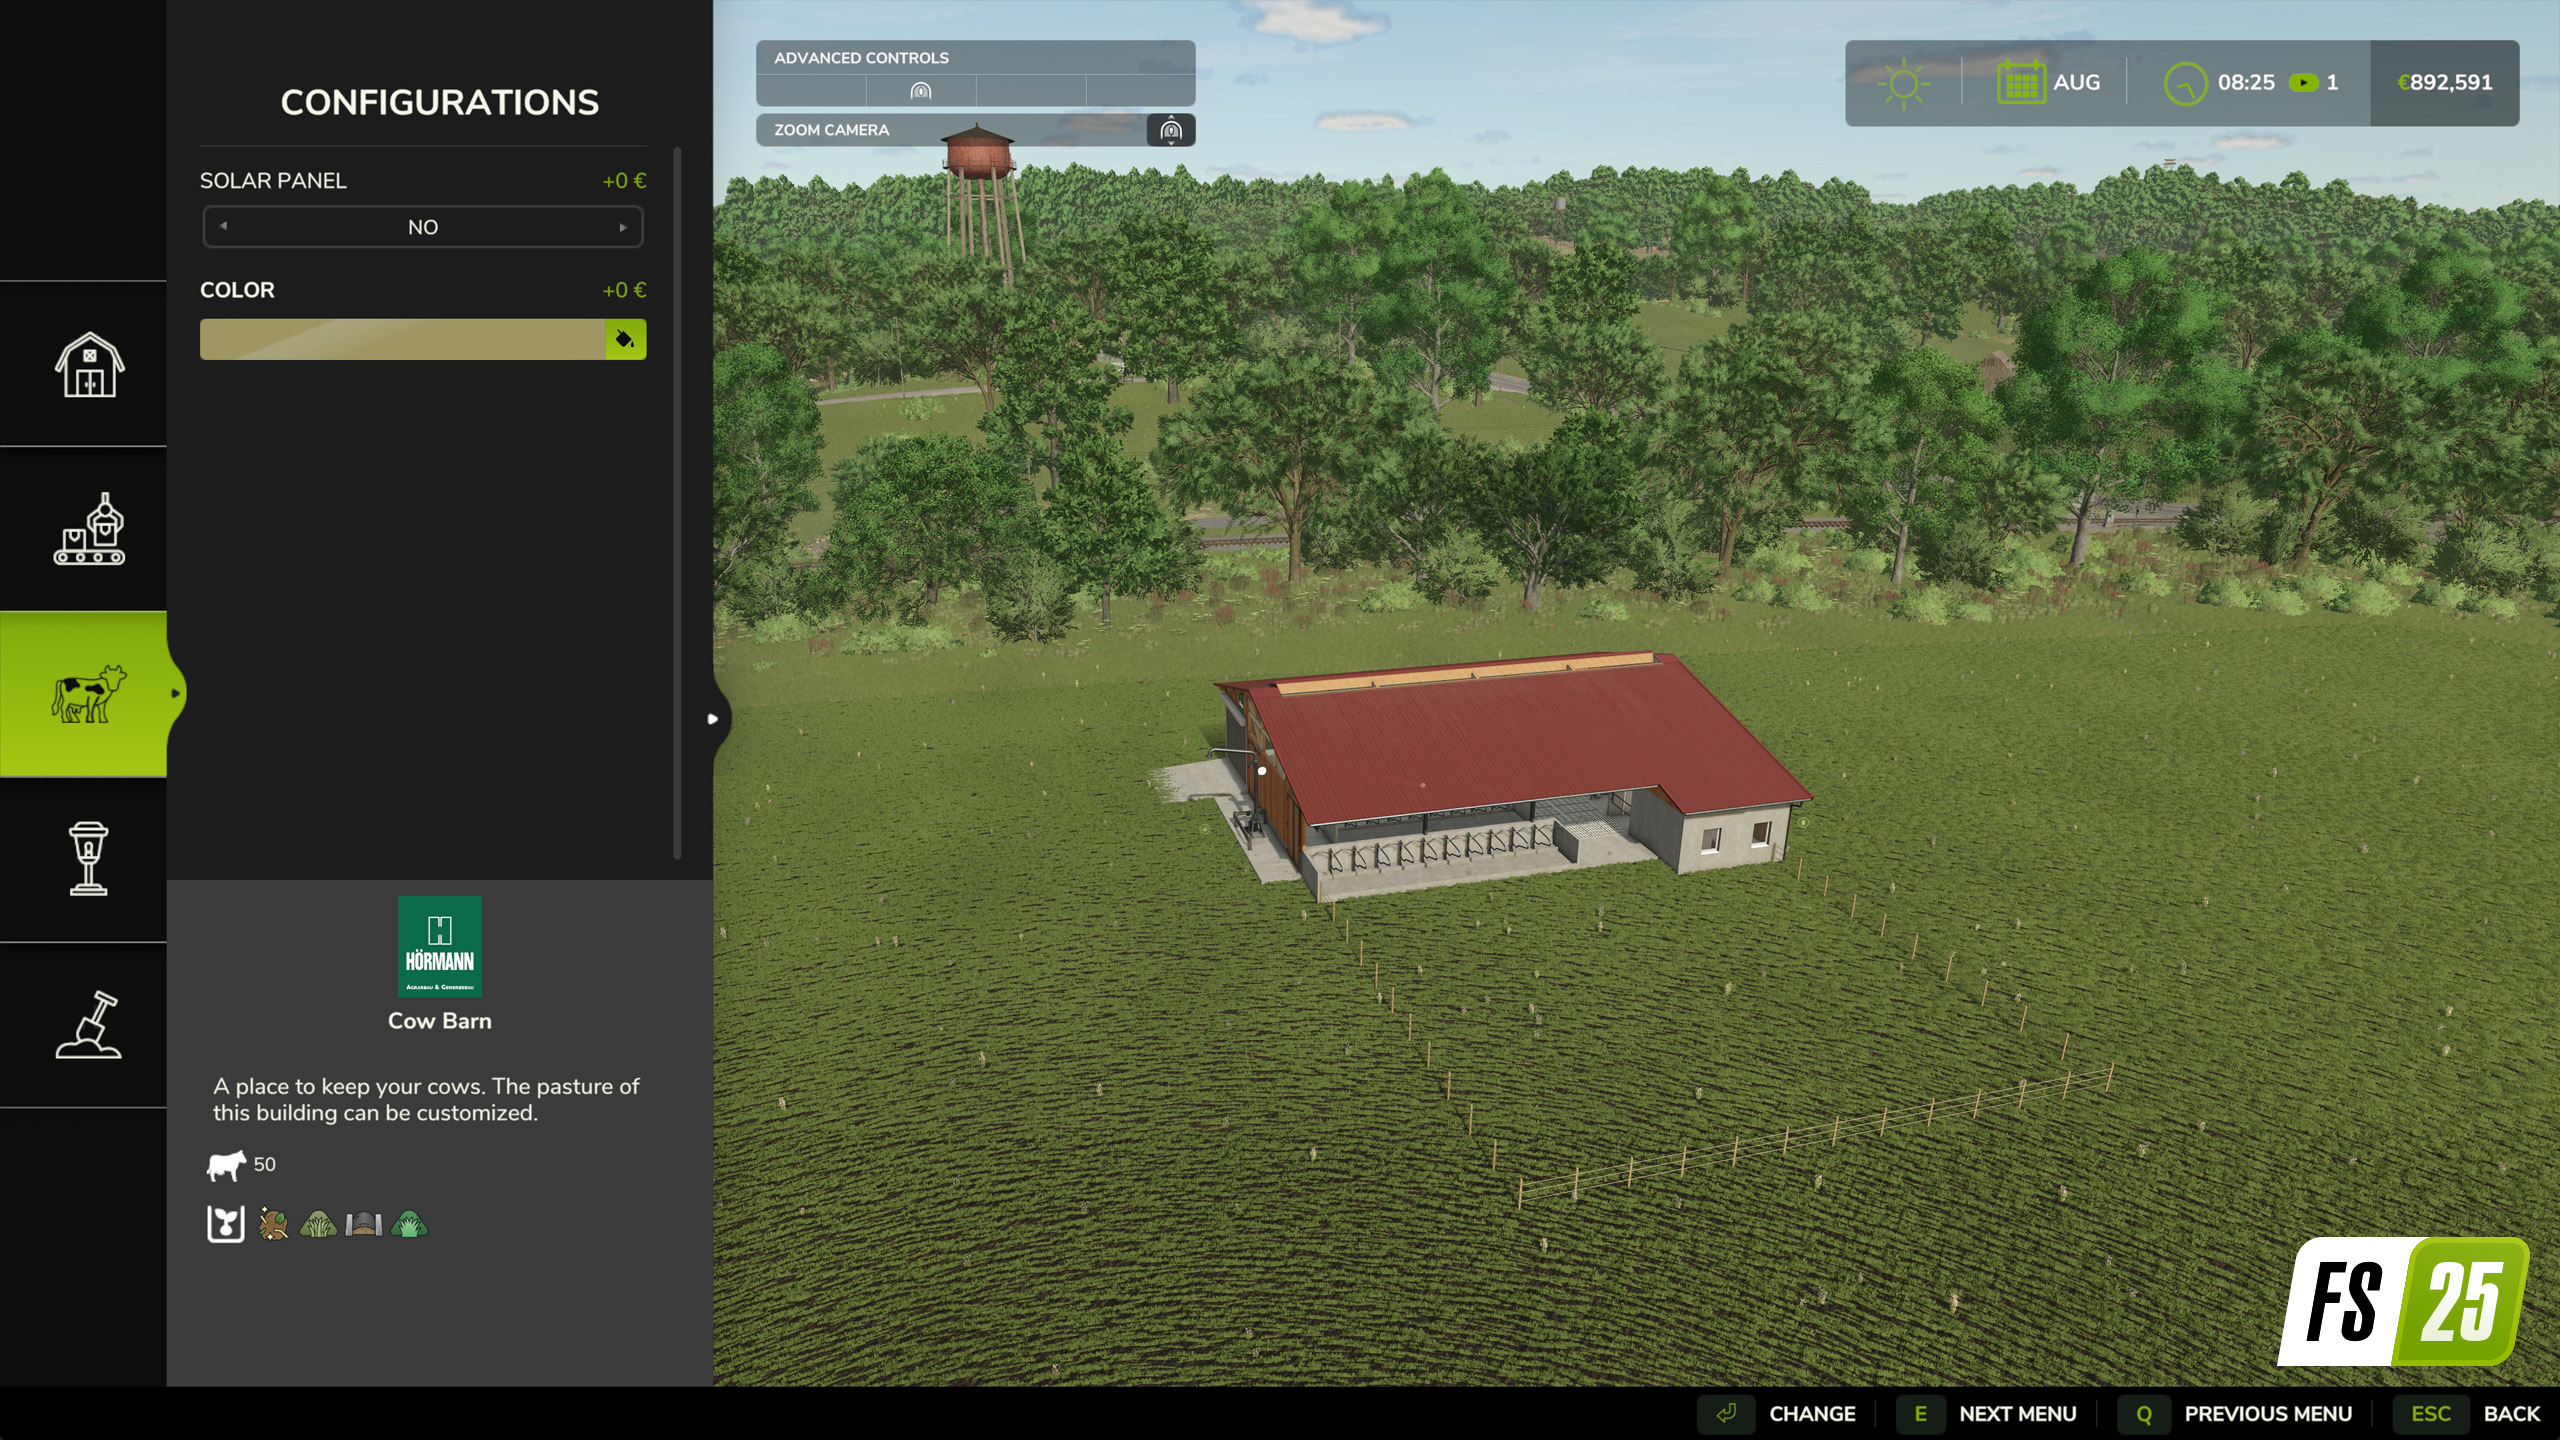 CONFIGURATIONS
SOLAR PANEL +0 €
NO
COLOR +0 €
HÖRMANN
AGRARBAU & GEWERBEBAU
Cow Barn
A place to keep your cows. The pasture of
this building can be customized.
50
ADVANCED CONTROLS
ZOOM CAMERA
AUG 08:25 1 €892,591
FS 25
CHANGE E NEXT MENU Q PREVIOUS MENU ESC BACK